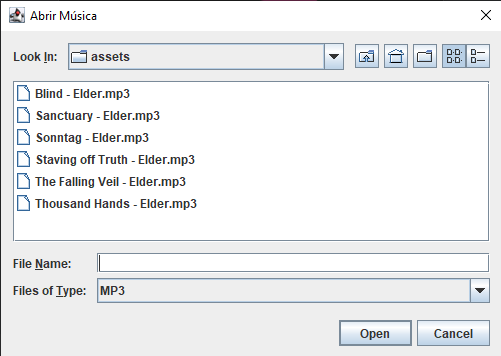 Abrir Música
Look In: assets
Blind - Elder.mp3
Sanctuary - Elder.mp3
Sonntag - Elder.mp3
Staving off Truth - Elder.mp3
The Falling Veil - Elder.mp3
Thousand Hands - Elder.mp3
File Name:
Files of Type: MP3
Open Cancel